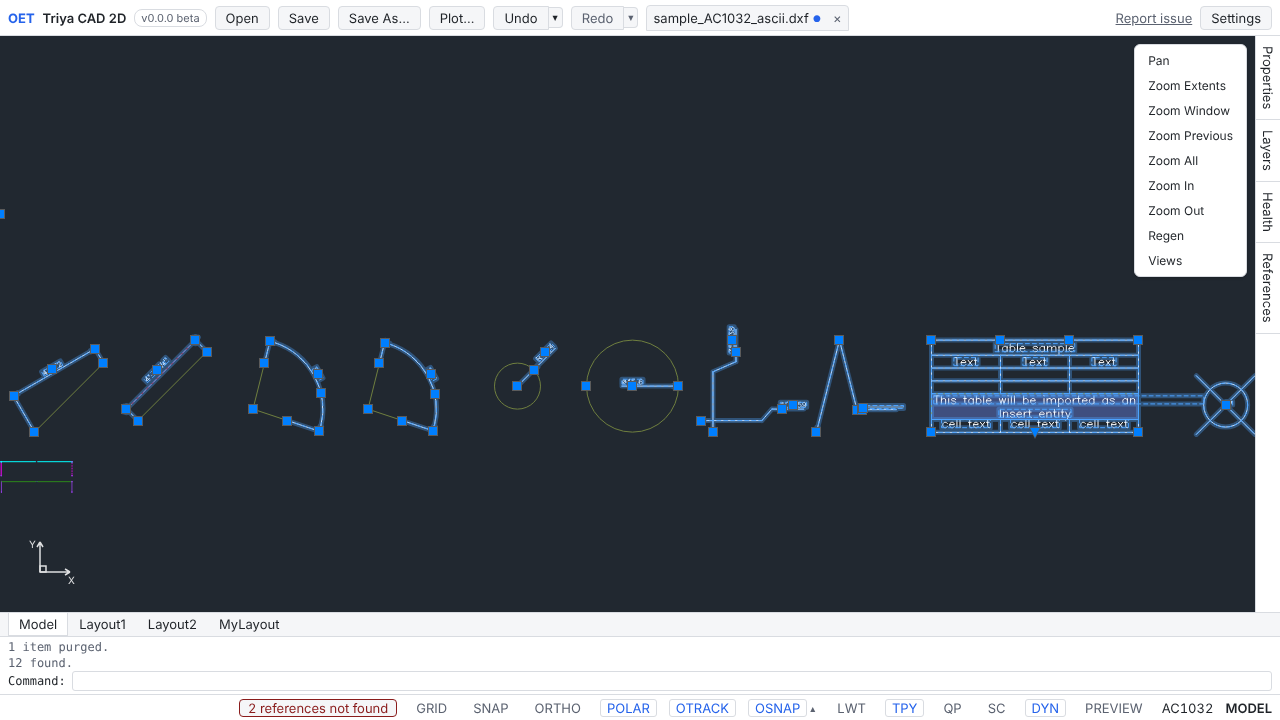 OET Triya CAD 2D v0.0.0 beta Open Save Save As... Plot... Undo ▾ Redo ▾ sample_AC1032_ascii.dxf × Report issue Settings
Pan
Zoom Extents
Zoom Window
Zoom Previous
Zoom All
Zoom In
Zoom Out
Regen
Views
Properties
Layers
Health
References
Table sample
Text Text Text
This table will be imported as an
Insert entity
cell text cell text cell text
Y
X
Model Layout1 Layout2 MyLayout
1 item purged.
12 found.
Command:
2 references not found GRID SNAP ORTHO POLAR OTRACK OSNAP ▴ LWT TPY QP SC DYN PREVIEW AC1032 MODEL